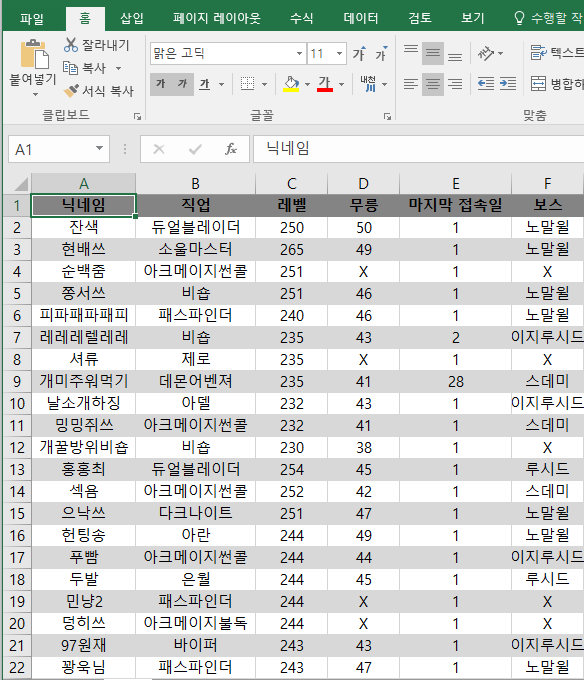 파일 홈 삽입 페이지 레이아웃 수식 데이터 검토 보기 수행할 작
붙여넣기 잘라내기 복사 서식 복사
맑은 고딕 11 가 가 텍스트
가 가 가 가 내천 병합하
클립보드 글꼴 맞춤
A1 fx 닉네임
A B C D E F
1 닉네임 직업 레벨 무릉 마지막 접속일 보스
2 잔색 듀얼블레이더 250 50 1 노말윌
3 현배쓰 소울마스터 265 49 1 노말윌
4 순백줌 아크메이지썬콜 251 X 1 X
5 쫑서쓰 비숍 251 46 1 노말윌
6 피파패파패피 패스파인더 240 46 1 노말윌
7 레레레렐레레 비숍 235 43 2 이지루시드
8 셔류 제로 235 X 1 X
9 개미주워먹기 데몬어벤져 235 41 28 스데미
10 날소개하징 아델 232 43 1 이지루시드
11 밍밍쥐쓰 아크메이지썬콜 232 41 1 스데미
12 개꿀방위비숍 비숍 230 38 1 X
13 홍홍최 듀얼블레이더 254 45 1 루시드
14 섹욤 아크메이지썬콜 252 42 1 스데미
15 으낙쓰 다크나이트 251 47 1 노말윌
16 헌팅송 아란 244 49 1 노말윌
17 푸빰 아크메이지썬콜 244 44 1 이지루시드
18 두발 은월 244 45 1 루시드
19 민냥2 패스파인더 244 X 1 X
20 덩히쓰 아크메이지불독 244 X 1 X
21 97원재 바이퍼 243 43 1 이지루시드
22 꽝욱님 패스파인더 243 47 1 노말윌